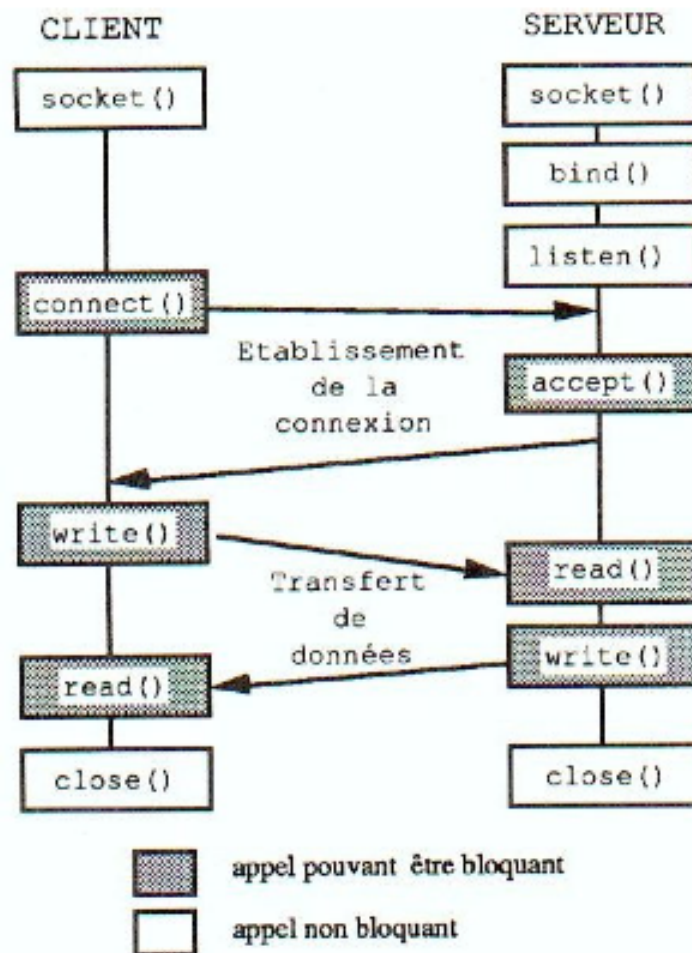 CLIENT
SERVEUR
socket()
socket()
bind()
listen()
connect()
Etablissement
de la
connexion
accept()
write()
read()
Transfert
de
données
write()
read()
close()
close()
appel pouvant être bloquant
appel non bloquant